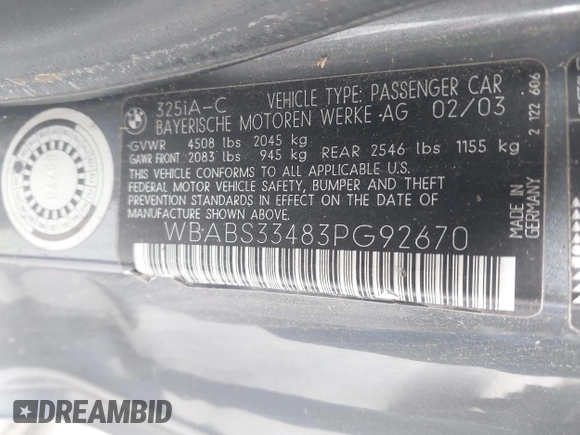 325iA-C VEHICLE TYPE: PASSENGER CAR
BAYERISCHE MOTOREN WERKE AG 02/03
GVWR 4508 lbs 2045 kg
GAWR FRONT 2083 lbs 945 kg REAR 2546 lbs 1155 kg
THIS VEHICLE CONFORMS TO ALL APPLICABLE U.S.
FEDERAL MOTOR VEHICLE SAFETY, BUMPER AND THEFT
PREVENTION STANDARDS IN EFFECT ON THE DATE OF
MANUFACTURE SHOWN ABOVE.
WBABS33483PG92670
2 122 606
MADE IN
GERMANY
DREAMBID